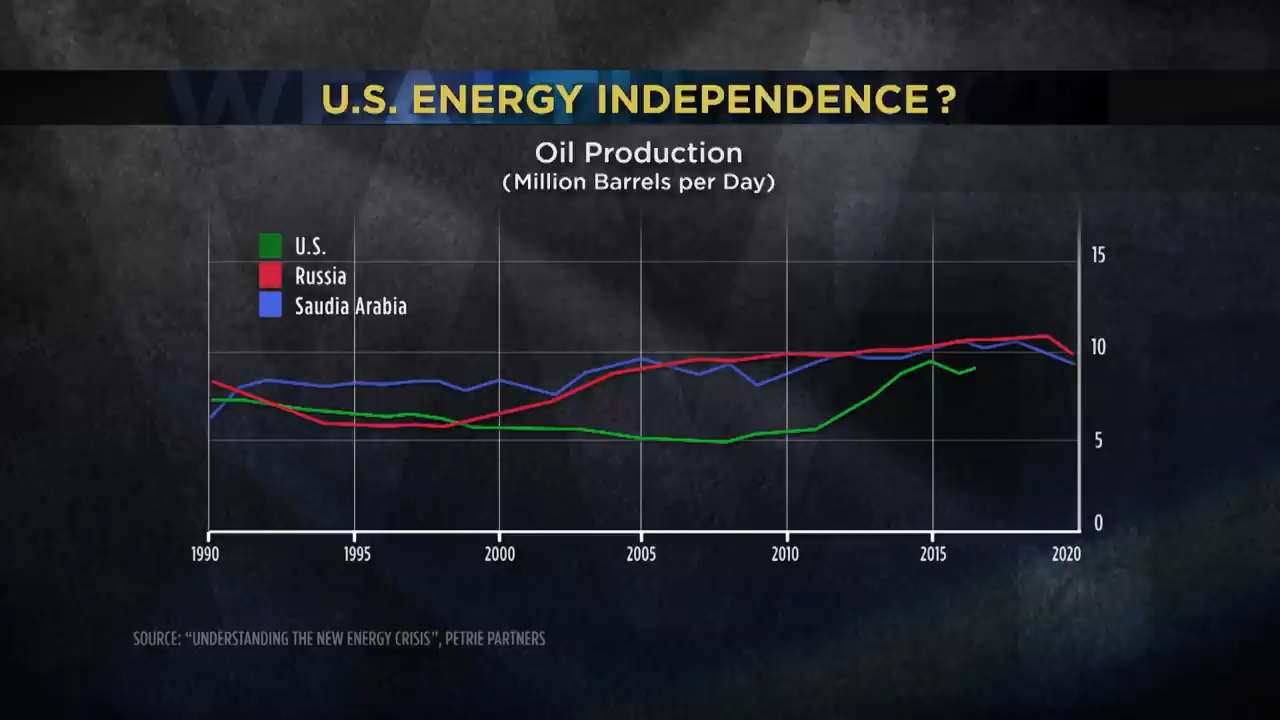 U.S. ENERGY INDEPENDENCE?
Oil Production
(Million Barrels per Day)
U.S.
Russia
Saudia Arabia
15
10
5
0
1990 1995 2000 2005 2010 2015 2020
SOURCE: “UNDERSTANDING THE NEW ENERGY CRISIS”, PETRIE PARTNERS